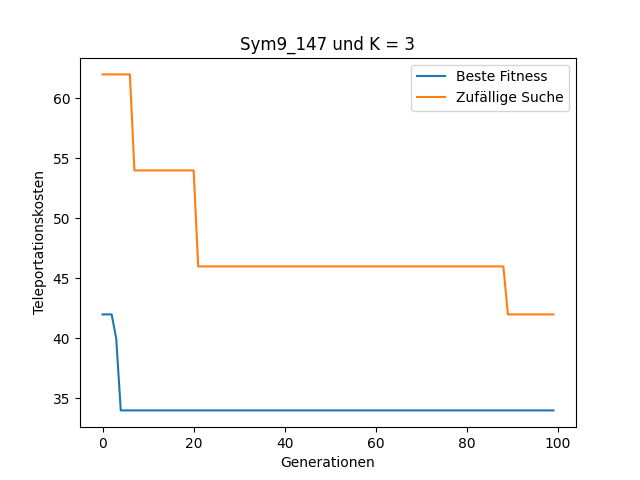 Sym9_147 und K = 3
Beste Fitness
Zufällige Suche
Teleportationskosten
60
55
50
45
40
35
0 20 40 60 80 100
Generationen